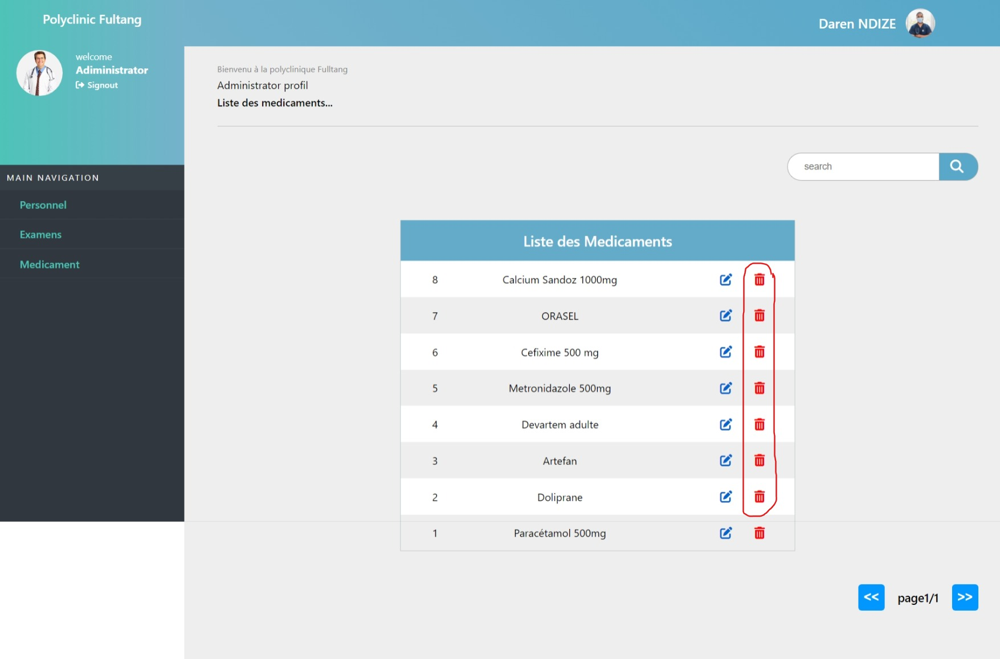 Polyclinic Fultang
Daren NDIZE
welcome
Adiministrator
Signout
Bienvenu à la polyclinique Fulltang
Administrator profil
Liste des medicaments...
search
MAIN NAVIGATION
Personnel
Examens
Medicament
Liste des Medicaments
8 Calcium Sandoz 1000mg
7 ORASEL
6 Cefixime 500 mg
5 Metronidazole 500mg
4 Devartem adulte
3 Artefan
2 Doliprane
1 Paracétamol 500mg
<< page1/1 >>